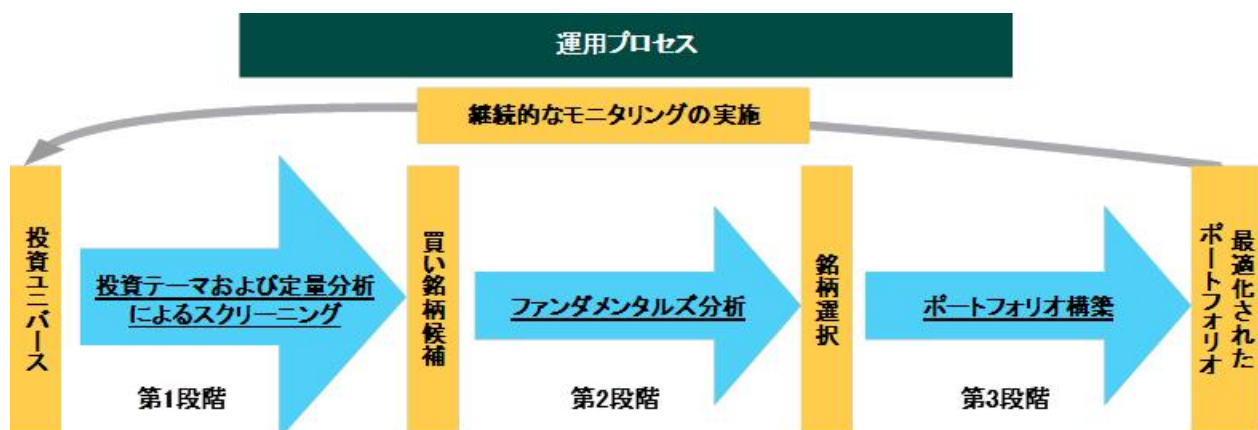 運用プロセス
継続的なモニタリングの実施
投資ユニバース
投資テーマおよび定量分析
によるスクリーニング
第1段階
買い銘柄候補
ファンダメンタルズ分析
第2段階
銘柄選択
ポートフォリオ構築
第3段階
最適化された
ポートフォリオ